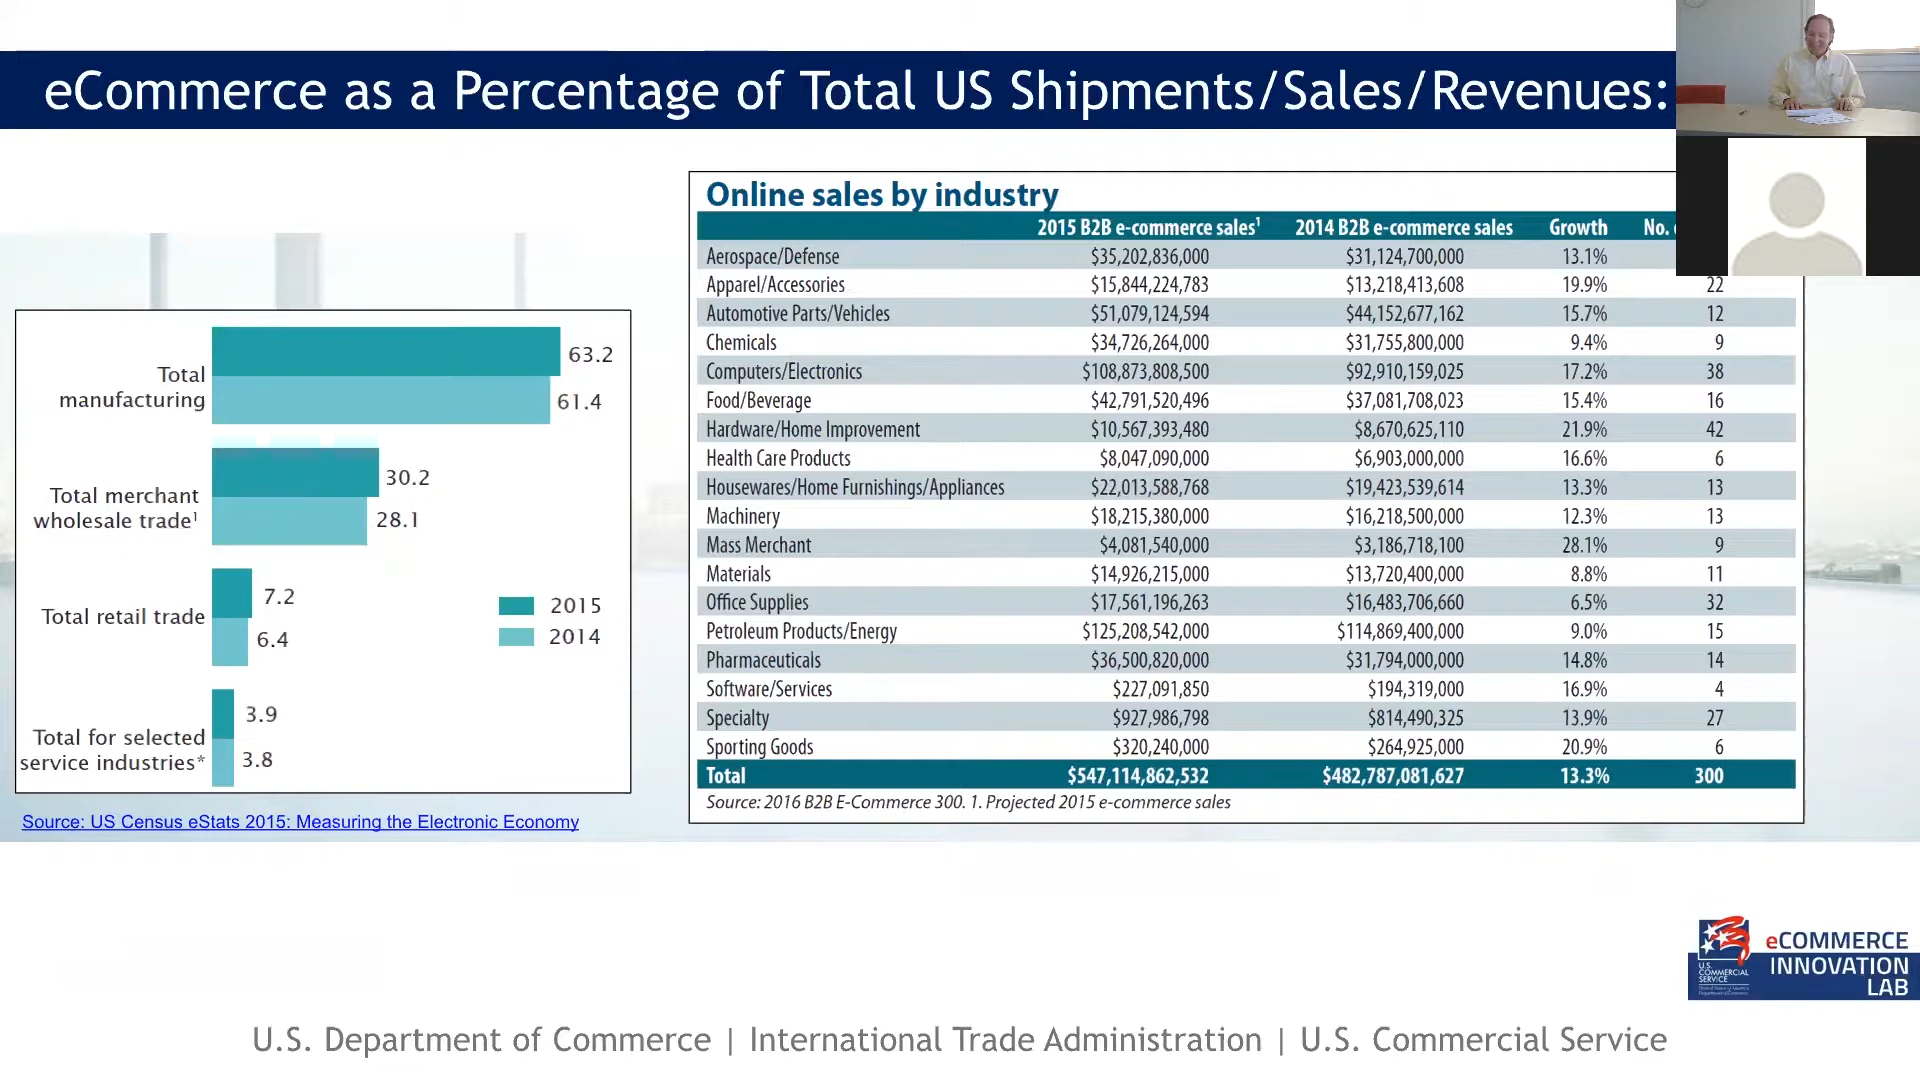 eCommerce as a Percentage of Total US Shipments/Sales/Revenues:
Total
manufacturing
63.2
61.4
Total merchant
wholesale trade¹
30.2
28.1
Total retail trade
7.2
6.4
2015
2014
Total for selected
service industries*
3.9
3.8
Source: US Census eStats 2015: Measuring the Electronic Economy
Online sales by industry
2015 B2B e-commerce sales¹ 2014 B2B e-commerce sales Growth No.
Aerospace/Defense $35,202,836,000 $31,124,700,000 13.1%
Apparel/Accessories $15,844,224,783 $13,218,413,608 19.9% 22
Automotive Parts/Vehicles $51,079,124,594 $44,152,677,162 15.7% 12
Chemicals $34,726,264,000 $31,755,800,000 9.4% 9
Computers/Electronics $108,873,808,500 $92,910,159,025 17.2% 38
Food/Beverage $42,791,520,496 $37,081,708,023 15.4% 16
Hardware/Home Improvement $10,567,393,480 $8,670,625,110 21.9% 42
Health Care Products $8,047,090,000 $6,903,000,000 16.6% 6
Housewares/Home Furnishings/Appliances $22,013,588,768 $19,423,539,614 13.3% 13
Machinery $18,215,380,000 $16,218,500,000 12.3% 13
Mass Merchant $4,081,540,000 $3,186,718,100 28.1% 9
Materials $14,926,215,000 $13,720,400,000 8.8% 11
Office Supplies $17,561,196,263 $16,483,706,660 6.5% 32
Petroleum Products/Energy $125,208,542,000 $114,869,400,000 9.0% 15
Pharmaceuticals $36,500,820,000 $31,794,000,000 14.8% 14
Software/Services $227,091,850 $194,319,000 16.9% 4
Specialty $927,986,798 $814,490,325 13.9% 27
Sporting Goods $320,240,000 $264,925,000 20.9% 6
Total $547,114,862,532 $482,787,081,627 13.3% 300
Source: 2016 B2B E-Commerce 300. 1. Projected 2015 e-commerce sales
U.S.
COMMERCIAL
SERVICE
eCOMMERCE
INNOVATION
LAB
U.S. Department of Commerce | International Trade Administration | U.S. Commercial Service